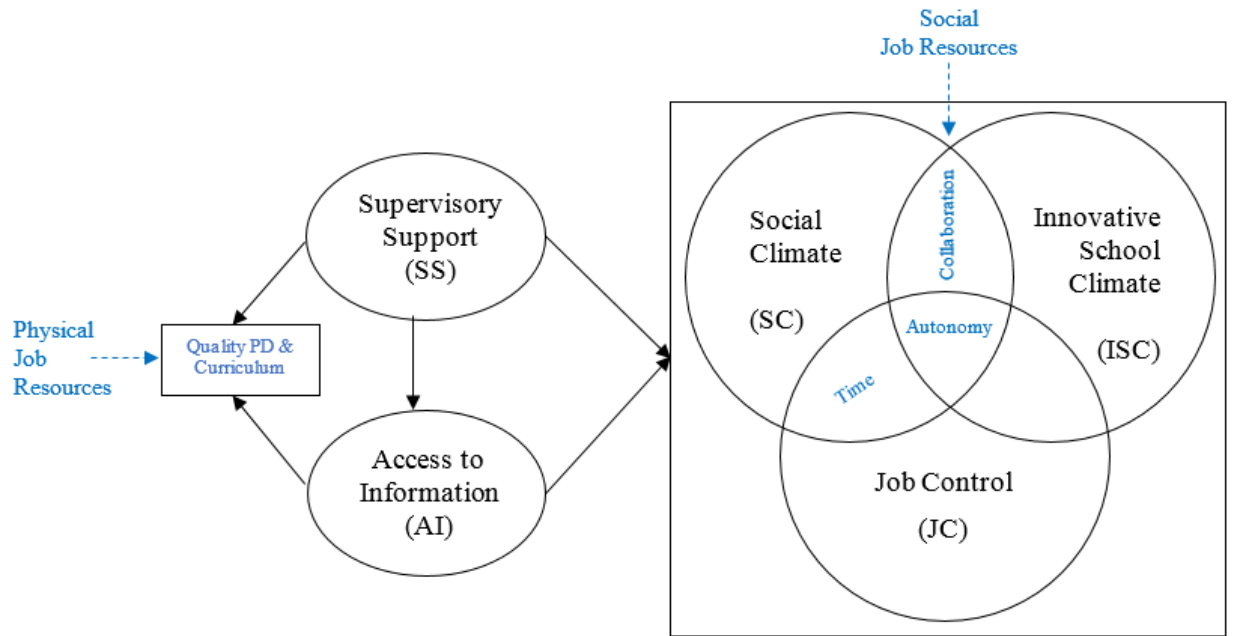 Social
Job Resources
Supervisory
Support
(SS)
Physical
Job
Resources
Quality PD &
Curriculum
Access to
Information
(AI)
Social
Climate
(SC)
Collaboration
Innovative
School
Climate
(ISC)
Autonomy
Time
Job Control
(JC)